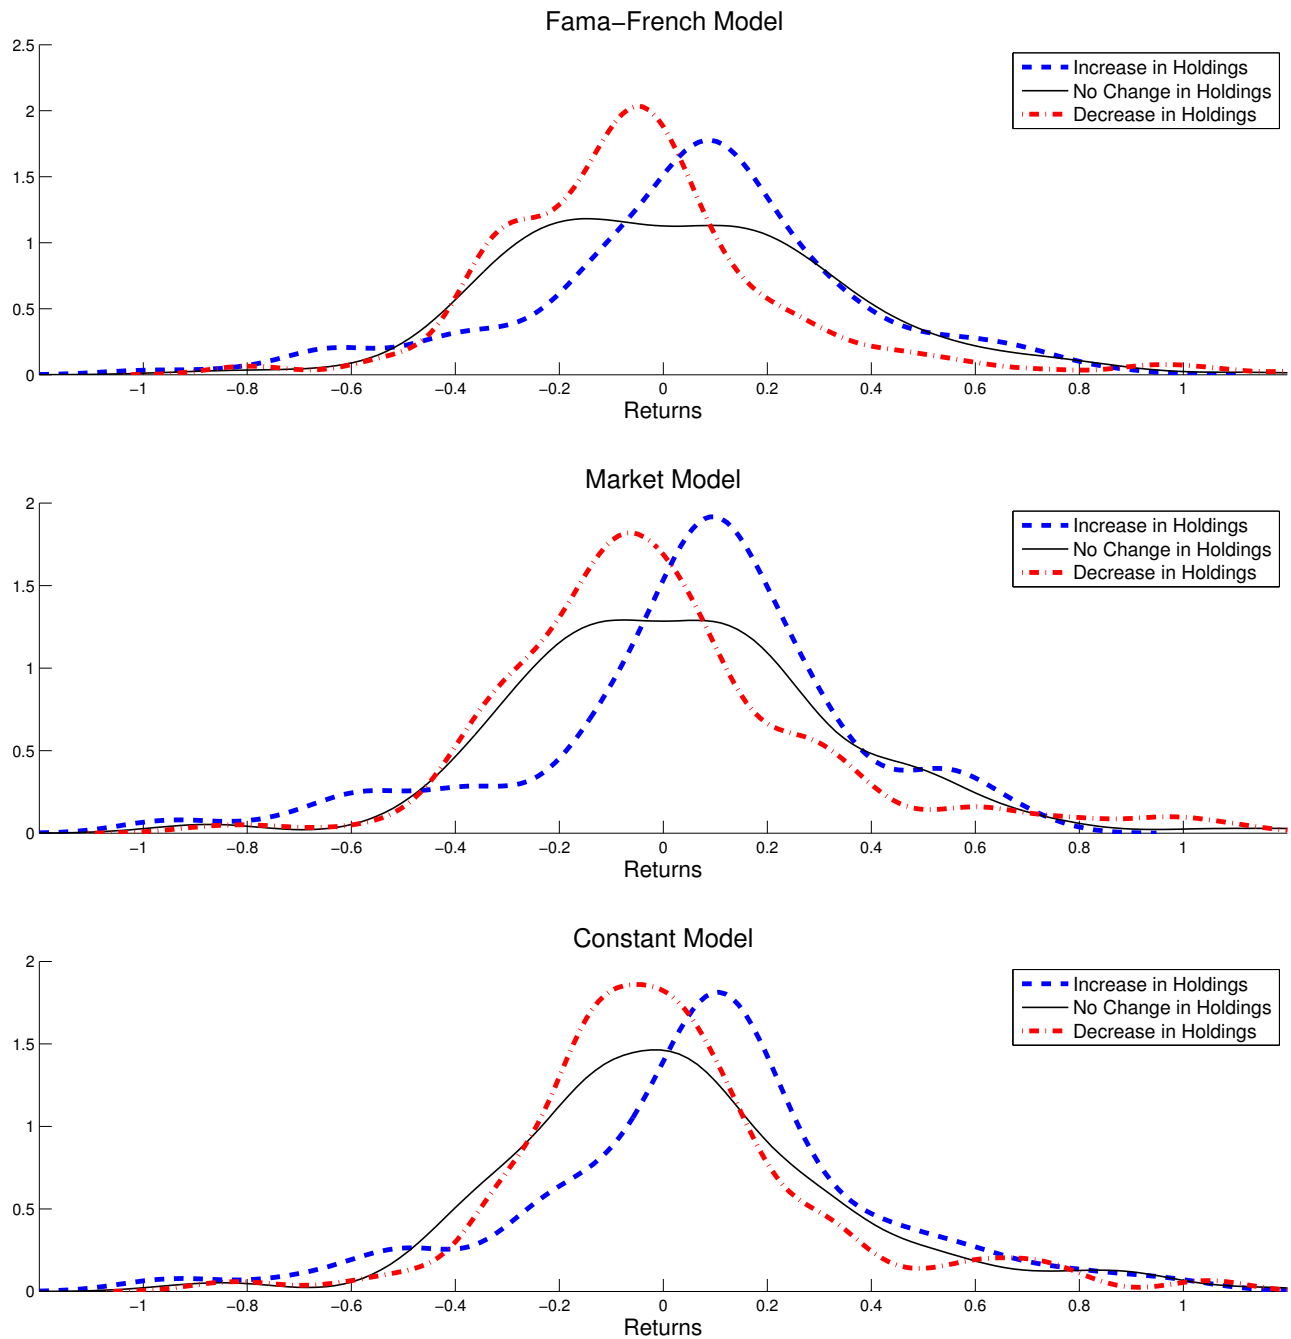 Fama−French Model
2.5
2
1.5
1
0.5
0
Increase in Holdings
No Change in Holdings
Decrease in Holdings
−1 −0.8 −0.6 −0.4 −0.2 0 0.2 0.4 0.6 0.8 1
Returns
Market Model
2
1.5
1
0.5
0
Increase in Holdings
No Change in Holdings
Decrease in Holdings
−1 −0.8 −0.6 −0.4 −0.2 0 0.2 0.4 0.6 0.8 1
Returns
Constant Model
2
1.5
1
0.5
0
Increase in Holdings
No Change in Holdings
Decrease in Holdings
−1 −0.8 −0.6 −0.4 −0.2 0 0.2 0.4 0.6 0.8 1
Returns